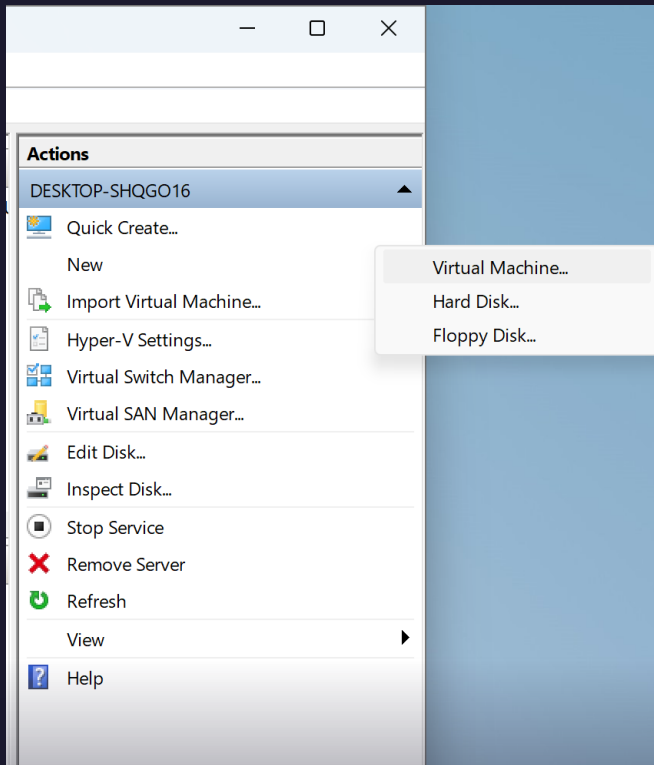 Actions
DESKTOP-SHQGO16
Quick Create...
New
Import Virtual Machine...
Hyper-V Settings...
Virtual Switch Manager...
Virtual SAN Manager...
Edit Disk...
Inspect Disk...
Stop Service
Remove Server
Refresh
View
Help
Virtual Machine...
Hard Disk...
Floppy Disk...